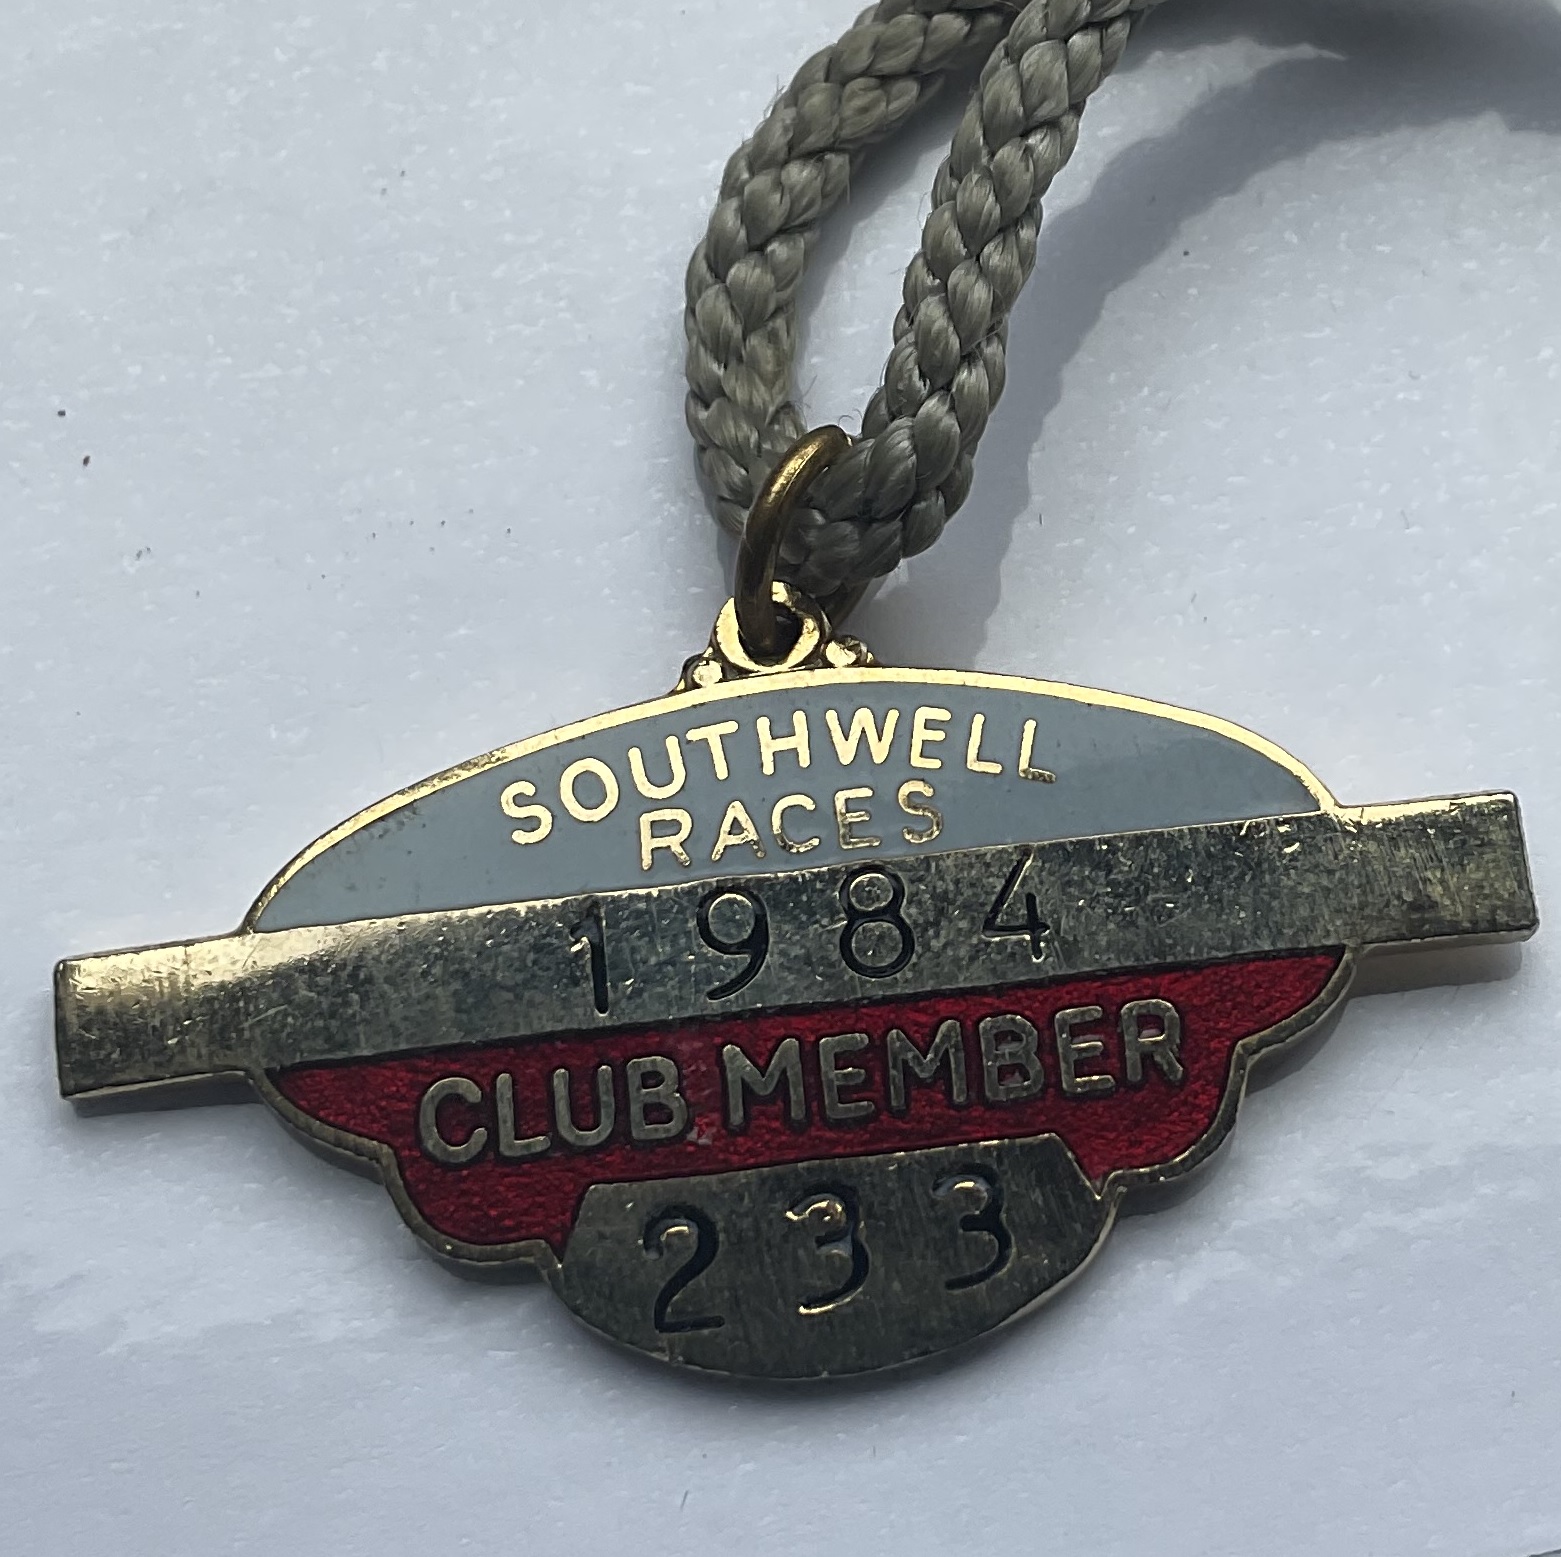 SOUTHWELL
RACES
1984
CLUB MEMBER
233